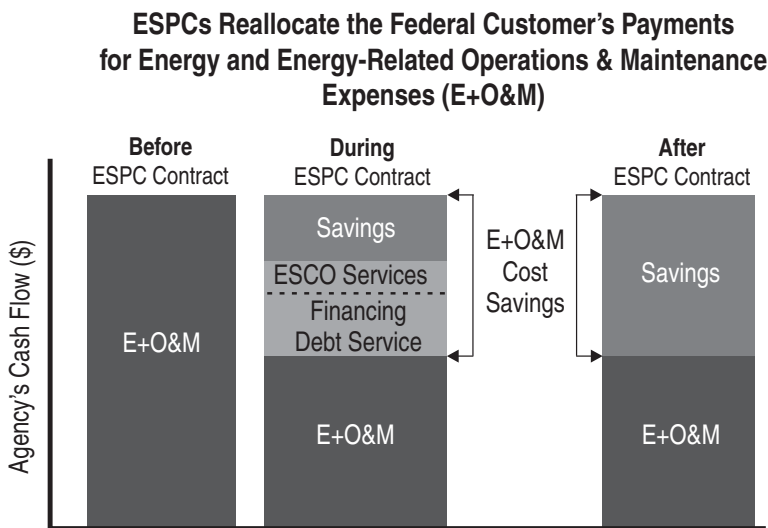 ESPCs Reallocate the Federal Customer’s Payments
for Energy and Energy-Related Operations & Maintenance
Expenses (E+O&M)
Before
ESPC Contract
During
ESPC Contract
After
ESPC Contract
Agency’s Cash Flow ($)
E+O&M
Savings
ESCO Services
Financing
Debt Service
E+O&M
E+O&M
Cost
Savings
Savings
E+O&M